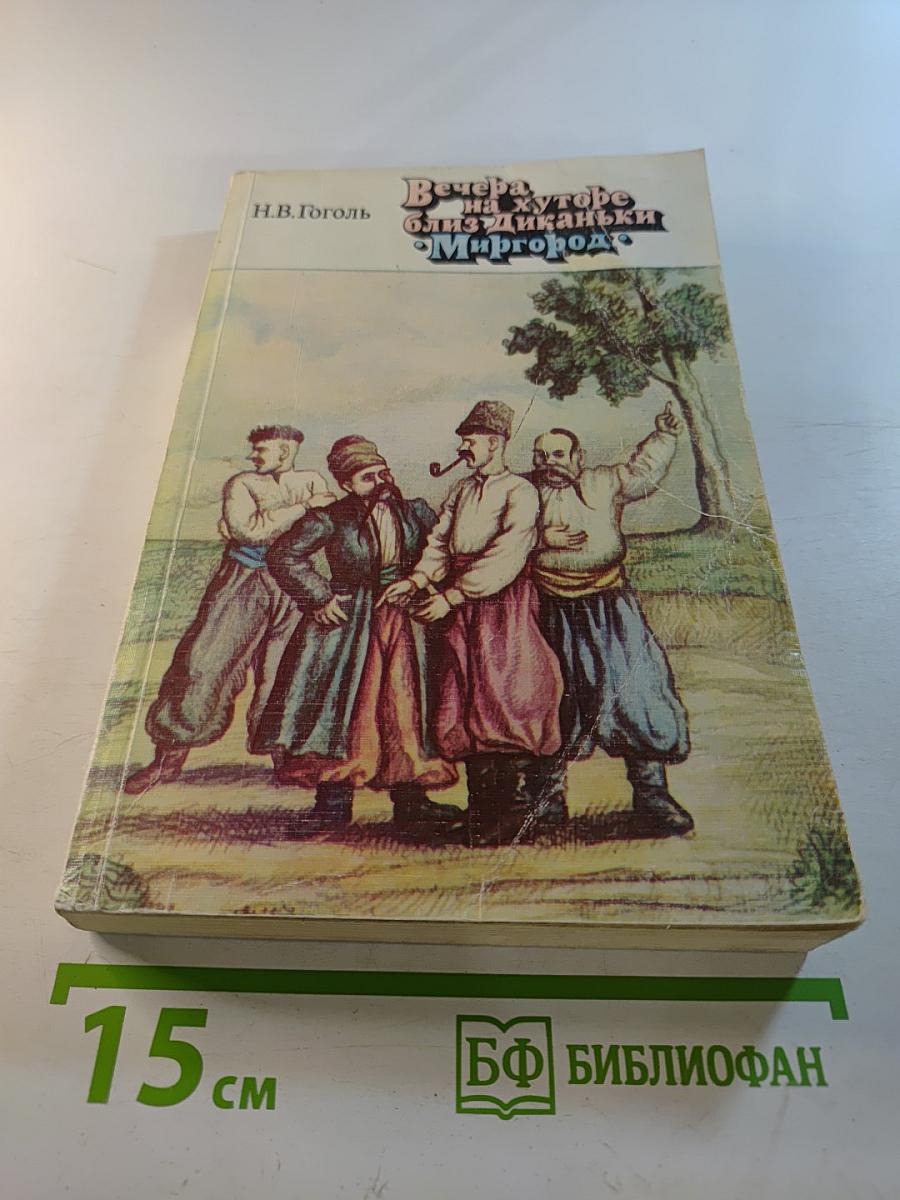 Н.В.Гоголь
Вечера
на хуторе
близ Диканьки
·Миргород·
15 см
БФ БИБЛИОФАН